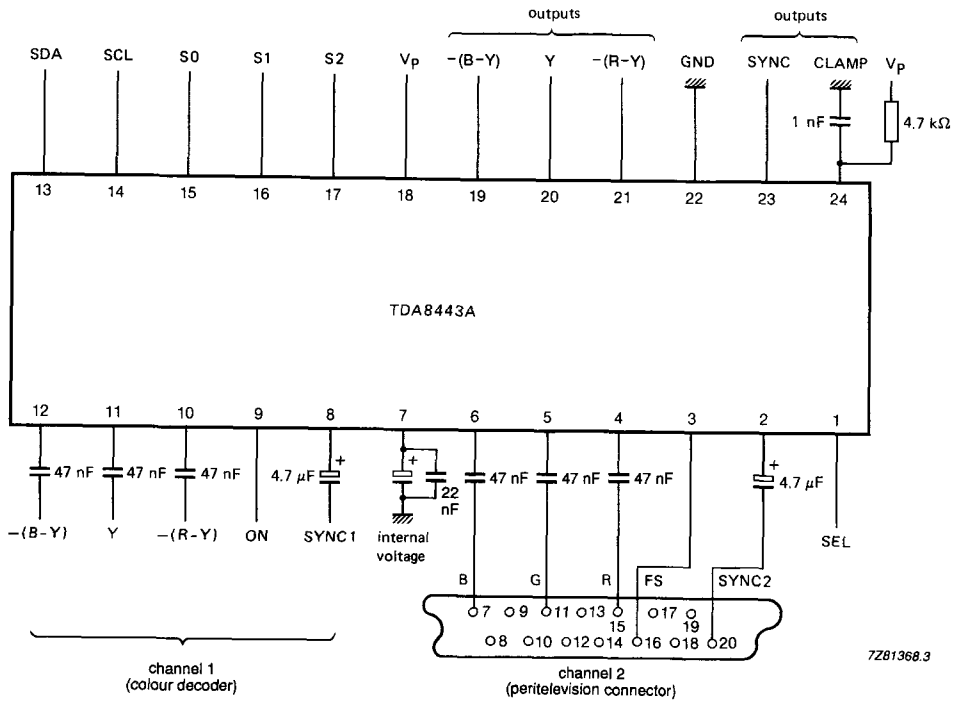 outputs
outputs
SDA SCL S0 S1 S2 VP −(B-Y) Y −(R-Y) GND SYNC CLAMP VP
1 nF 4.7 kΩ
13 14 15 16 17 18 19 20 21 22 23 24
TDA8443A
12 11 10 9 8 7 6 5 4 3 2 1
47 nF 47 nF 47 nF 4.7 µF + + 22 nF 47 nF 47 nF 47 nF + 4.7 µF
−(B-Y) Y −(R-Y) ON SYNC1 internal voltage SEL
B G R FS SYNC2
7 9 11 13 15 17 19
8 10 12 14 16 18 20
channel 1
(colour decoder)
channel 2
(peritelevision connector)
7Z81368.3